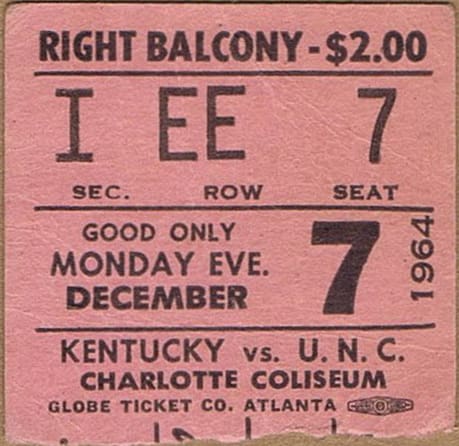 RIGHT BALCONY - $2.00
I EE 7
SEC. ROW SEAT
GOOD ONLY
MONDAY EVE.
DECEMBER
7
1964
KENTUCKY vs. U. N. C.
CHARLOTTE COLISEUM
GLOBE TICKET CO. ATLANTA